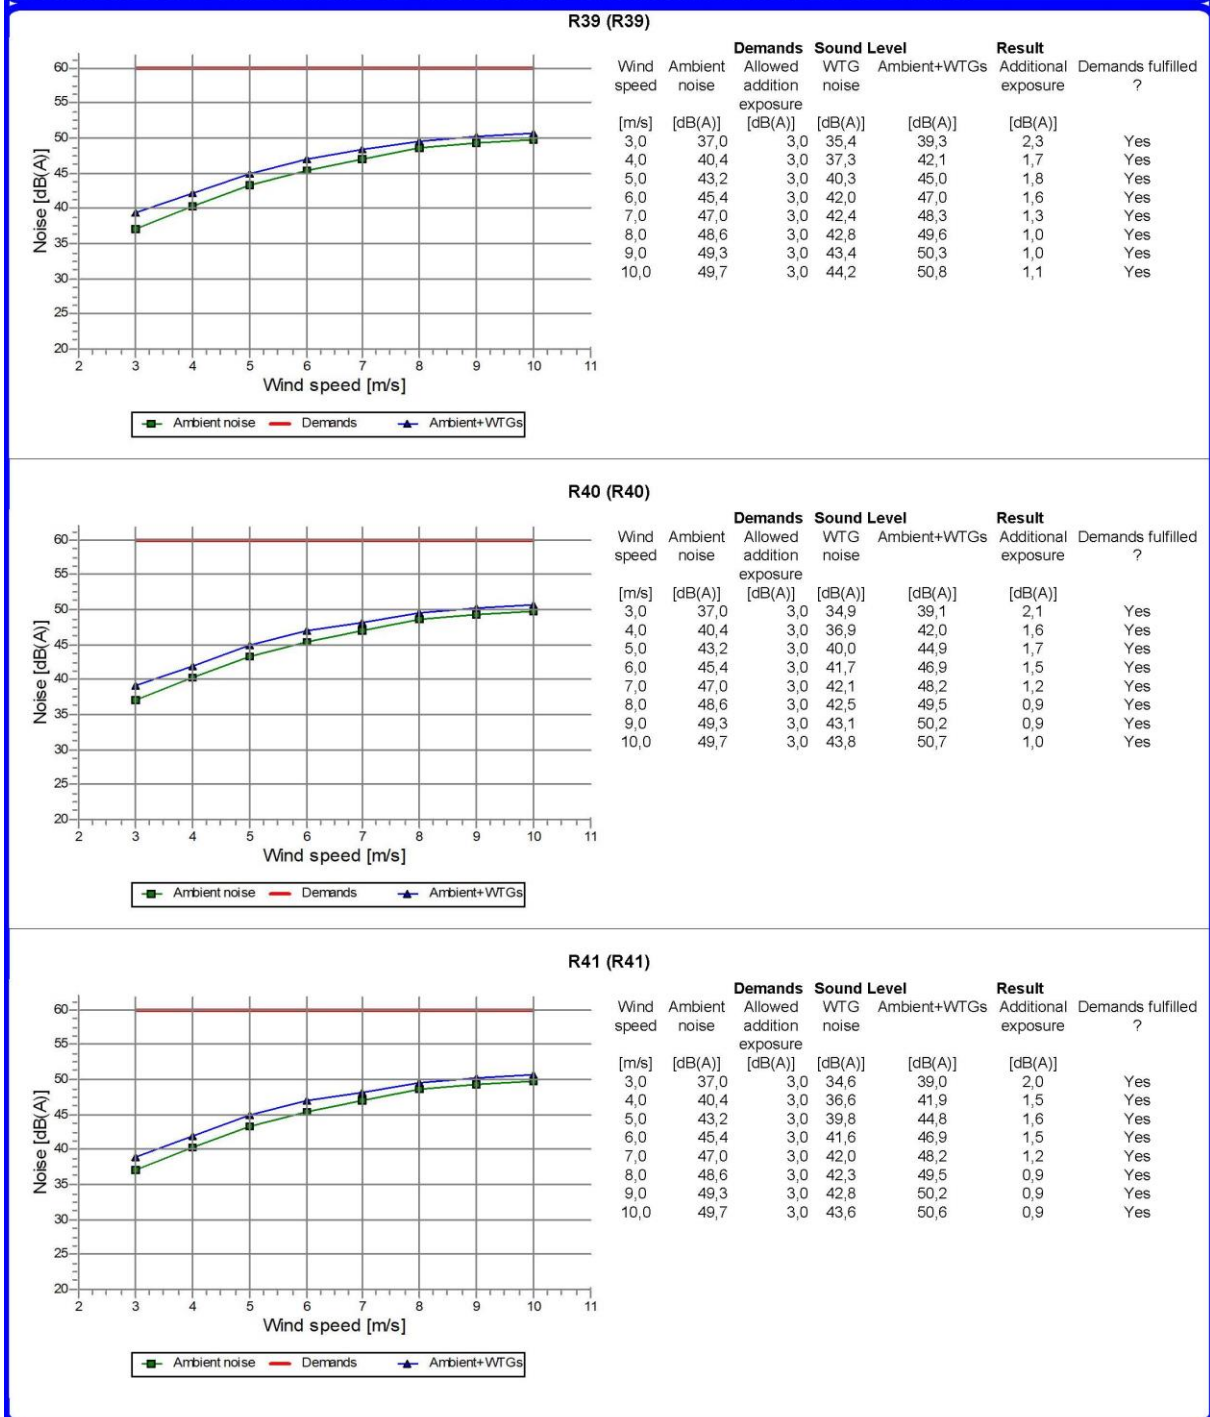 R39 (R39)
Demands Sound Level Result
Wind Ambient Allowed WTG Ambient+WTGs Additional Demands fulfilled
speed noise addition noise exposure ?
exposure
[m/s] [dB(A)] [dB(A)] [dB(A)] [dB(A)] [dB(A)]
3,0 37,0 3,0 35,4 39,3 2,3 Yes
4,0 40,4 3,0 37,3 42,1 1,7 Yes
5,0 43,2 3,0 40,3 45,0 1,8 Yes
6,0 45,4 3,0 42,0 47,0 1,6 Yes
7,0 47,0 3,0 42,4 48,3 1,3 Yes
8,0 48,6 3,0 42,8 49,6 1,0 Yes
9,0 49,3 3,0 43,4 50,3 1,0 Yes
10,0 49,7 3,0 44,2 50,8 1,1 Yes
Noise [dB(A)]
60
55
50
45
40
35
30
25
20
2 3 4 5 6 7 8 9 10 11
Wind speed [m/s]
Ambient noise Demands Ambient+WTGs
R40 (R40)
Demands Sound Level Result
Wind Ambient Allowed WTG Ambient+WTGs Additional Demands fulfilled
speed noise addition noise exposure ?
exposure
[m/s] [dB(A)] [dB(A)] [dB(A)] [dB(A)] [dB(A)]
3,0 37,0 3,0 34,9 39,1 2,1 Yes
4,0 40,4 3,0 36,9 42,0 1,6 Yes
5,0 43,2 3,0 40,0 44,9 1,7 Yes
6,0 45,4 3,0 41,7 46,9 1,5 Yes
7,0 47,0 3,0 42,1 48,2 1,2 Yes
8,0 48,6 3,0 42,5 49,5 0,9 Yes
9,0 49,3 3,0 43,1 50,2 0,9 Yes
10,0 49,7 3,0 43,8 50,7 1,0 Yes
Noise [dB(A)]
60
55
50
45
40
35
30
25
20
2 3 4 5 6 7 8 9 10 11
Wind speed [m/s]
Ambient noise Demands Ambient+WTGs
R41 (R41)
Demands Sound Level Result
Wind Ambient Allowed WTG Ambient+WTGs Additional Demands fulfilled
speed noise addition noise exposure ?
exposure
[m/s] [dB(A)] [dB(A)] [dB(A)] [dB(A)] [dB(A)]
3,0 37,0 3,0 34,6 39,0 2,0 Yes
4,0 40,4 3,0 36,6 41,9 1,5 Yes
5,0 43,2 3,0 39,8 44,8 1,6 Yes
6,0 45,4 3,0 41,6 46,9 1,5 Yes
7,0 47,0 3,0 42,0 48,2 1,2 Yes
8,0 48,6 3,0 42,3 49,5 0,9 Yes
9,0 49,3 3,0 42,8 50,2 0,9 Yes
10,0 49,7 3,0 43,6 50,6 0,9 Yes
Noise [dB(A)]
60
55
50
45
40
35
30
25
20
2 3 4 5 6 7 8 9 10 11
Wind speed [m/s]
Ambient noise Demands Ambient+WTGs